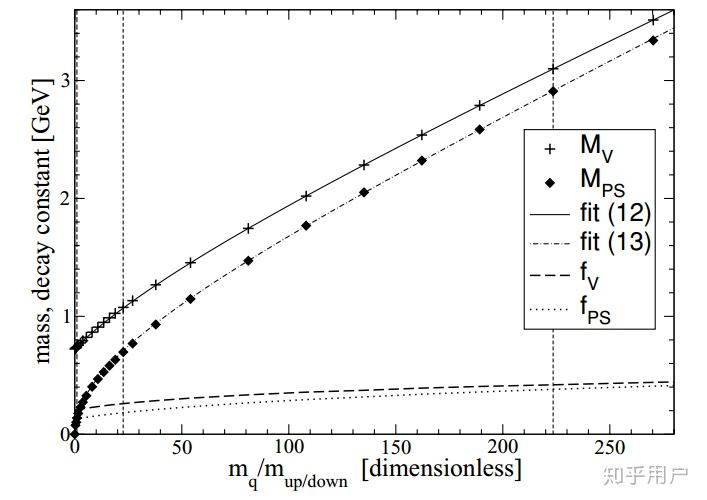 mass, decay constant [GeV]
3
2
1
0
0
50
100
150
200
250
m_q/m_up/down [dimensionless]
M_V
M_PS
fit (12)
fit (13)
f_V
f_PS
知乎用户